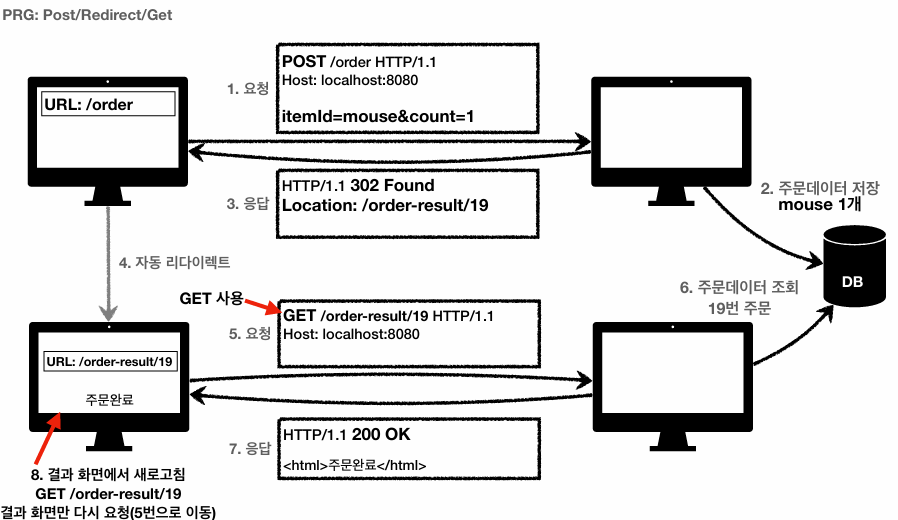 PRG: Post/Redirect/Get
URL: /order
1. 요청
POST /order HTTP/1.1
Host: localhost:8080
itemId=mouse&count=1
2. 주문데이터 저장
mouse 1개
3. 응답
HTTP/1.1 302 Found
Location: /order-result/19
DB
4. 자동 리다이렉트
GET 사용
5. 요청
GET /order-result/19 HTTP/1.1
Host: localhost:8080
6. 주문데이터 조회
19번 주문
URL: /order-result/19
주문완료
7. 응답
HTTP/1.1 200 OK
<html>주문완료</html>
8. 결과 화면에서 새로고침
GET /order-result/19
결과 화면만 다시 요청(5번으로 이동)